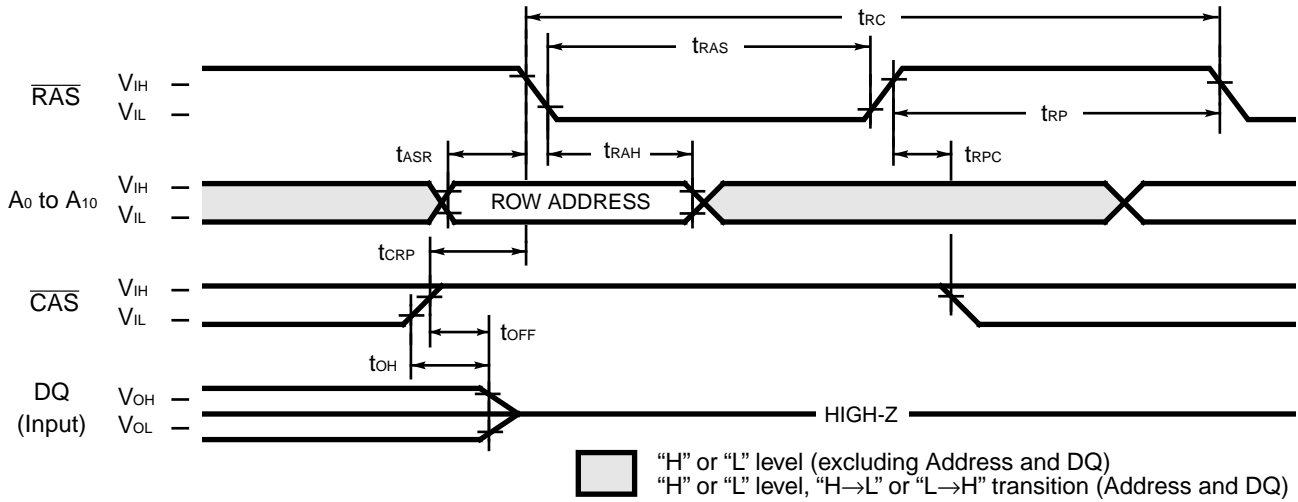 tRC
tRAS
RAS
VIH
VIL
tRP
tASR
tRAH
tRPC
A0 to A10
VIH
VIL
ROW ADDRESS
tCRP
CAS
VIH
VIL
tOFF
tOH
DQ
(Input)
VOH
VOL
HIGH-Z
“H” or “L” level (excluding Address and DQ)
“H” or “L” level, “H→L” or “L→H” transition (Address and DQ)